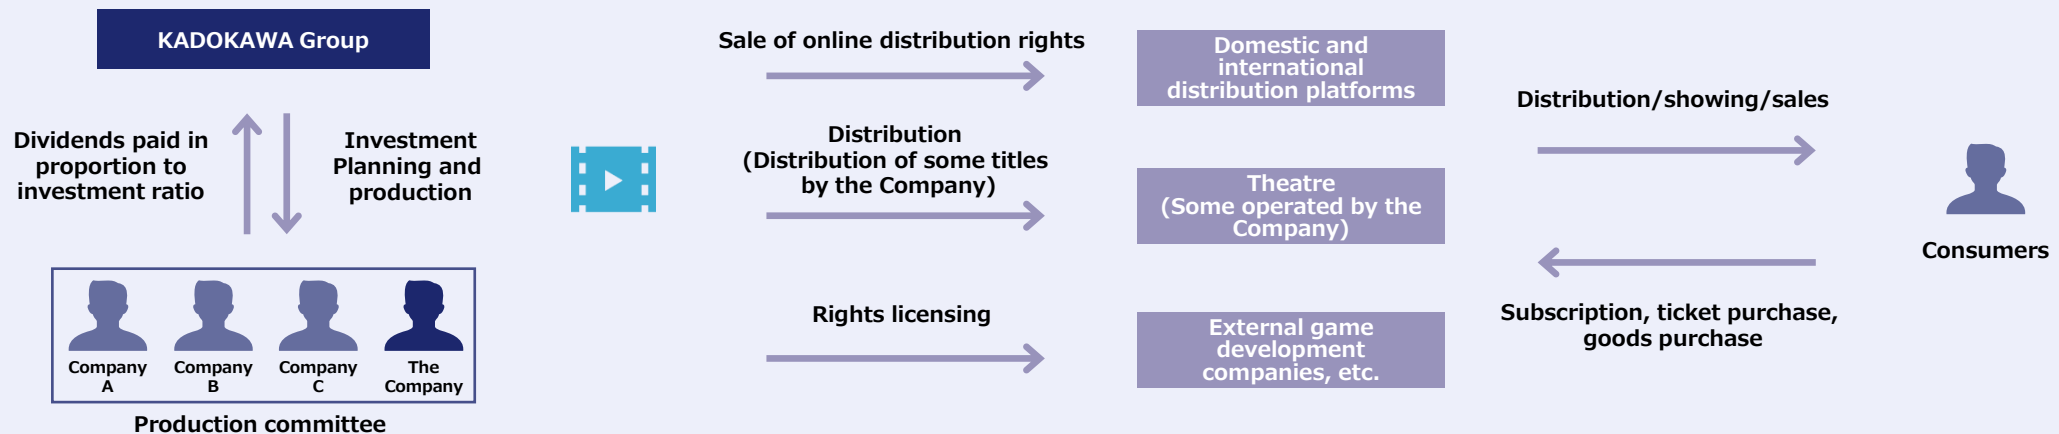 KADOKAWA Group
Dividends paid in
proportion to
investment ratio
Investment
Planning and
production
Company
A
Company
B
Company
C
The
Company
Production committee
Sale of online distribution rights
Distribution
(Distribution of some titles
by the Company)
Rights licensing
Domestic and
international
distribution platforms
Theatre
(Some operated by the
Company)
External game
development
companies, etc.
Distribution/showing/sales
Subscription, ticket purchase,
goods purchase
Consumers